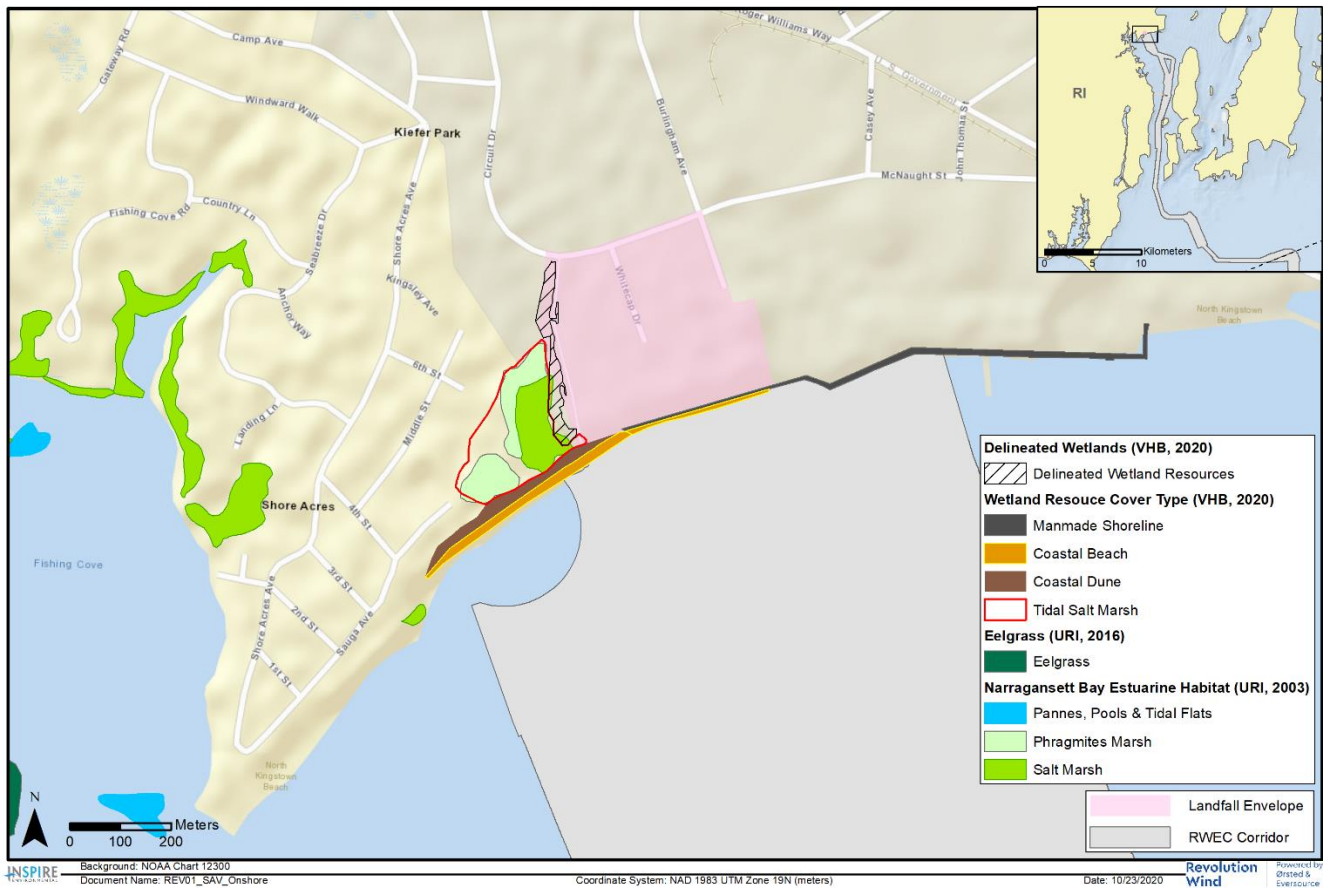 Gateway Rd
Camp Ave
Windward Walk
Kiefer Park
Circuit Dr
Roger Williams Way
U. S. Government
Burlingham Ave
Casey Ave
John Thomas St
McNaught St
Fishing Cove Rd
Country Ln
Seabreeze Dr
Shore Acres Ave
Kingsley Ave
Anchor Way
Whitecap Dr
6th St
Middle St
Landing Ln
Shore Acres
4th St
3rd St
2nd St
1st St
Sauga Ave
Shore Acres Ave
Fishing Cove
North
Kingstown
Beach
North Kingstown
Beach
RI
Kilometers
0 5 10
N
Meters
0 100 200
Delineated Wetlands (VHB, 2020)
Delineated Wetland Resources
Wetland Resouce Cover Type (VHB, 2020)
Manmade Shoreline
Coastal Beach
Coastal Dune
Tidal Salt Marsh
Eelgrass (URI, 2016)
Eelgrass
Narragansett Bay Estuarine Habitat (URI, 2003)
Pannes, Pools & Tidal Flats
Phragmites Marsh
Salt Marsh
Landfall Envelope
RWEC Corridor
INSPIRE
ENVIRONMENTAL
Background: NOAA Chart 12300
Document Name: REV01_SAV_Onshore
Coordinate System: NAD 1983 UTM Zone 19N (meters)
Date: 10/23/2020
Revolution
Wind
Powered by
Ørsted &
Eversource